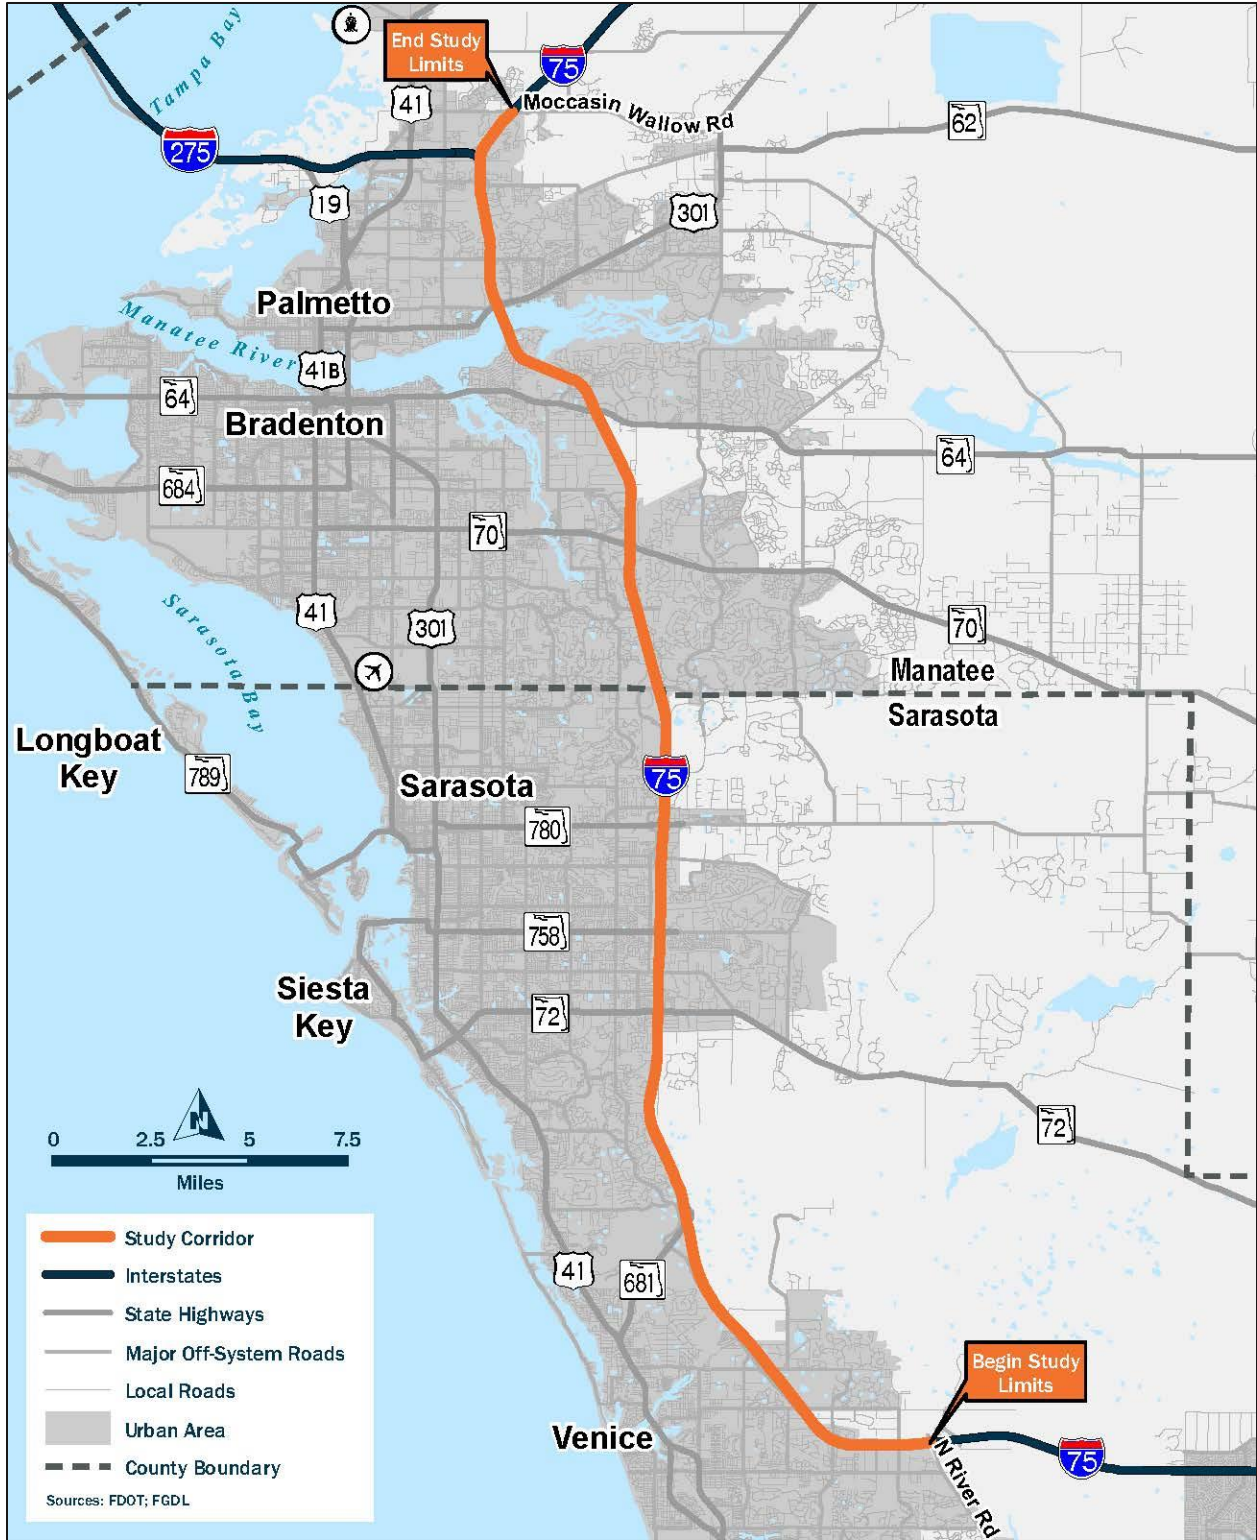 Tampa Bay
End Study
Limits
75
41
Moccasin Wallow Rd
62
275
19
301
Palmetto
Manatee River
41B
64
Bradenton
64
684
70
Sarasota Bay
41
301
70
Manatee
Sarasota
Longboat
Key
789
75
Sarasota
780
758
Siesta
Key
72
72
N
0 2.5 5 7.5
Miles
Study Corridor
Interstates
State Highways
Major Off-System Roads
Local Roads
Urban Area
County Boundary
Sources: FDOT; FGDL
41
681
Begin Study
Limits
Venice
75
N River Rd